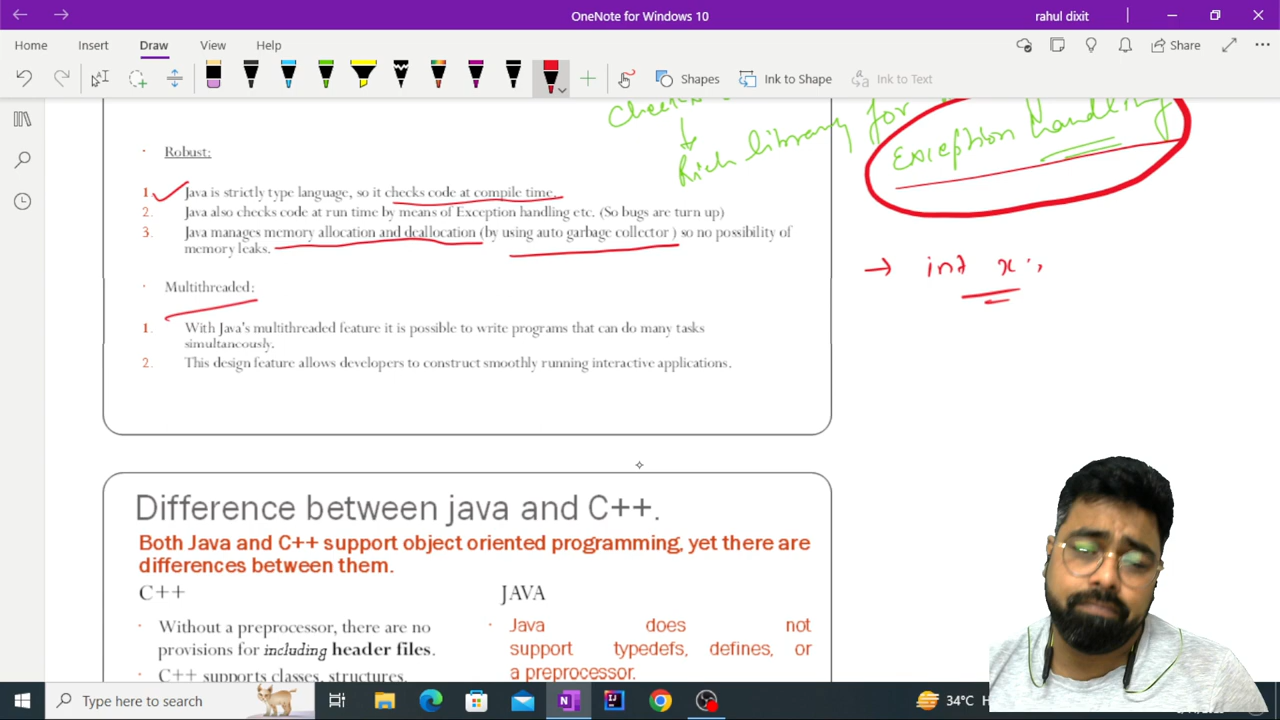 OneNote for Windows 10
rahul dixit
Home Insert Draw View Help
Share
Shapes
Ink to Shape
Ink to Text
Rich library for
Exception handling
Robust:
1. Java is strictly type language, so it checks code at compile time.
2. Java also checks code at run time by means of Exception handling etc. (So bugs are turn up)
3. Java manages memory allocation and deallocation (by using auto garbage collector ) so no possibility of
memory leaks.
→ int x ;
Multithreaded:
1. With Java's multithreaded feature it is possible to write programs that can do many tasks
simultaneously.
2. This design feature allows developers to construct smoothly running interactive applications.
Difference between java and C++.
Both Java and C++ support object oriented programming, yet there are
differences between them.
C++
Without a preprocessor, there are no
provisions for including header files.
C++ supports classes, structures,
JAVA
Java does not
support typedefs, defines, or
a preprocessor.
Type here to search
34°C